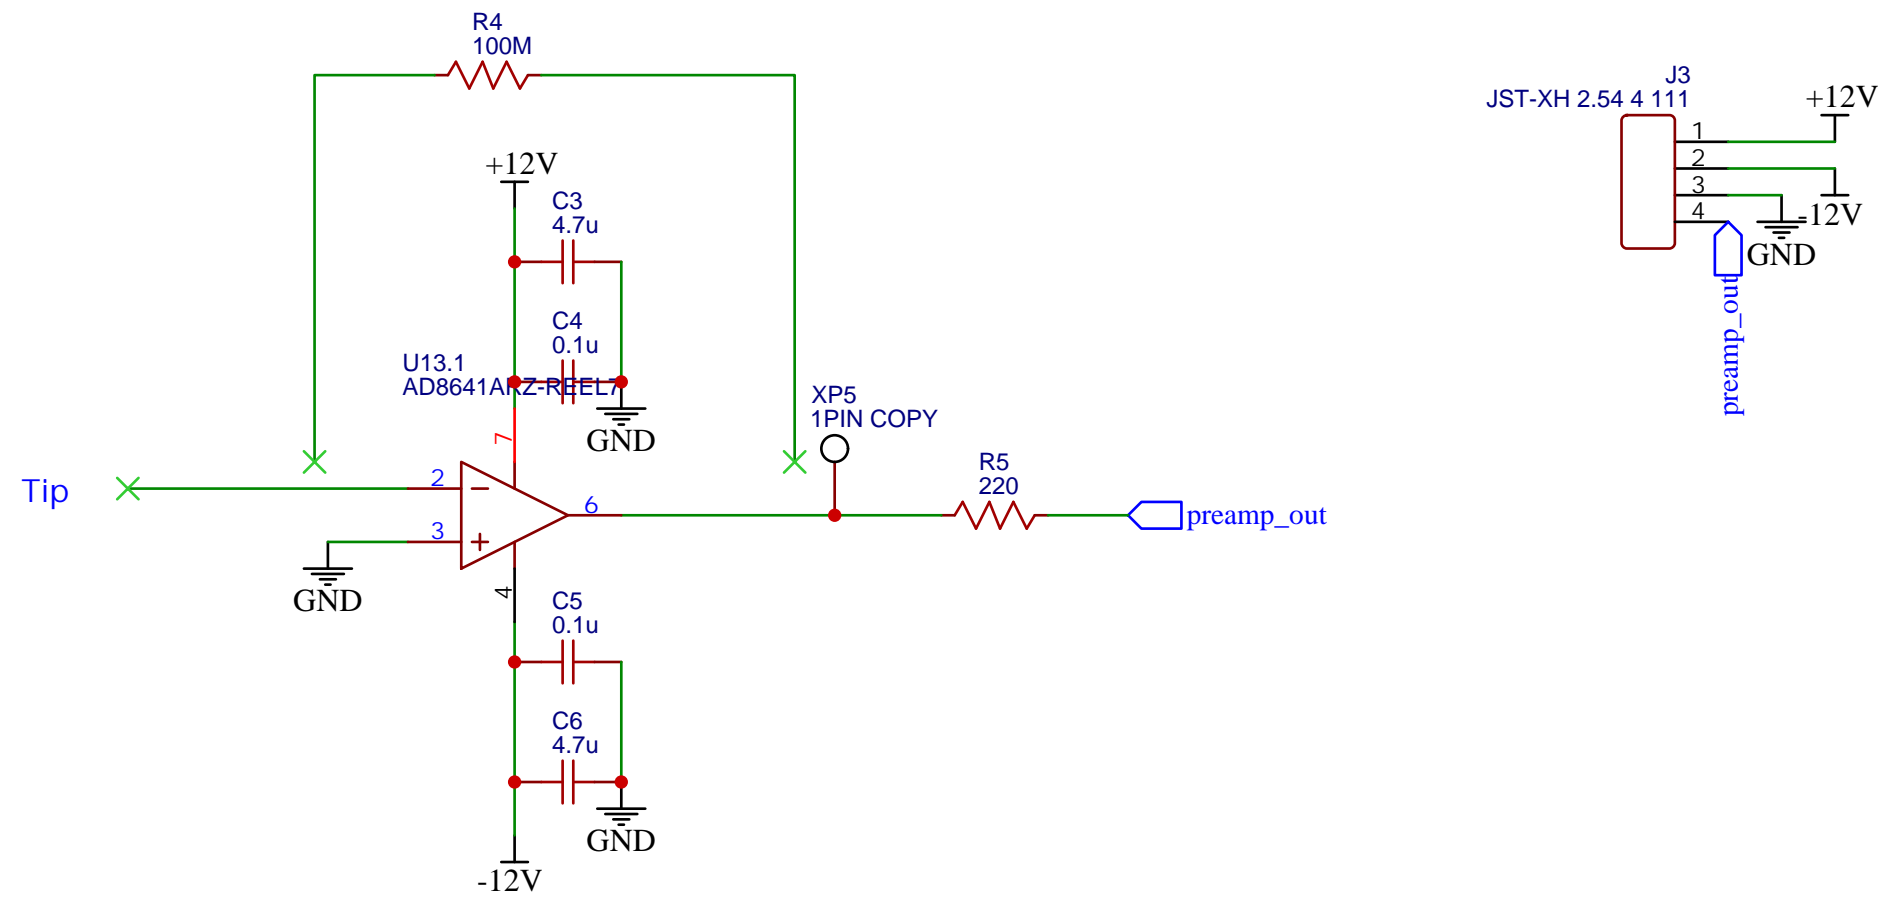 R4
100M
J3
JST-XH 2.54 4 111
+12V
1
2
3
4
-12V
GND
preamp_out
+12V
C3
4.7u
C4
0.1u
U13.1
AD8641ARZ-REEL7
7
GND
XP5
1PIN COPY
Tip
2
3
6
R5
220
preamp_out
GND
4
C5
0.1u
C6
4.7u
GND
-12V